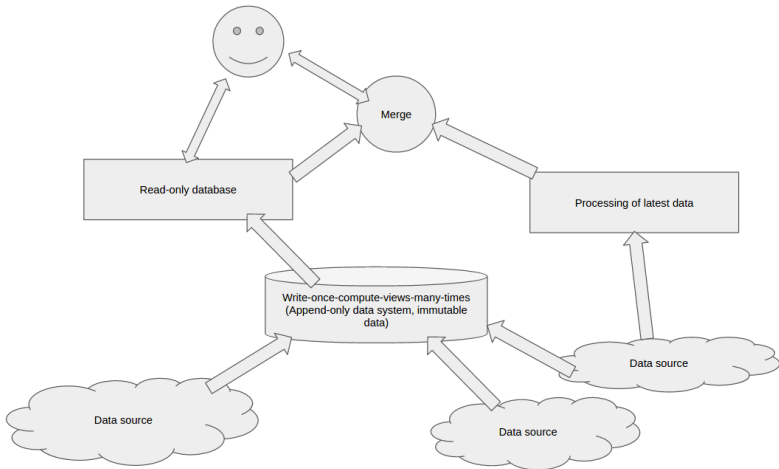 Merge
Read-only database
Processing of latest data
Write-once-compute-views-many-times
(Append-only data system, immutable
data)
Data source
Data source
Data source